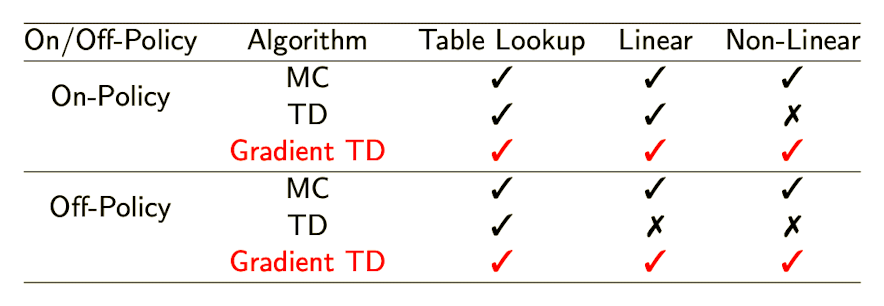 On/Off-Policy Algorithm Table Lookup Linear Non-Linear
On-Policy MC ✓ ✓ ✓
TD ✓ ✓ ✗
Gradient TD ✓ ✓ ✓
Off-Policy MC ✓ ✓ ✓
TD ✓ ✗ ✗
Gradient TD ✓ ✓ ✓